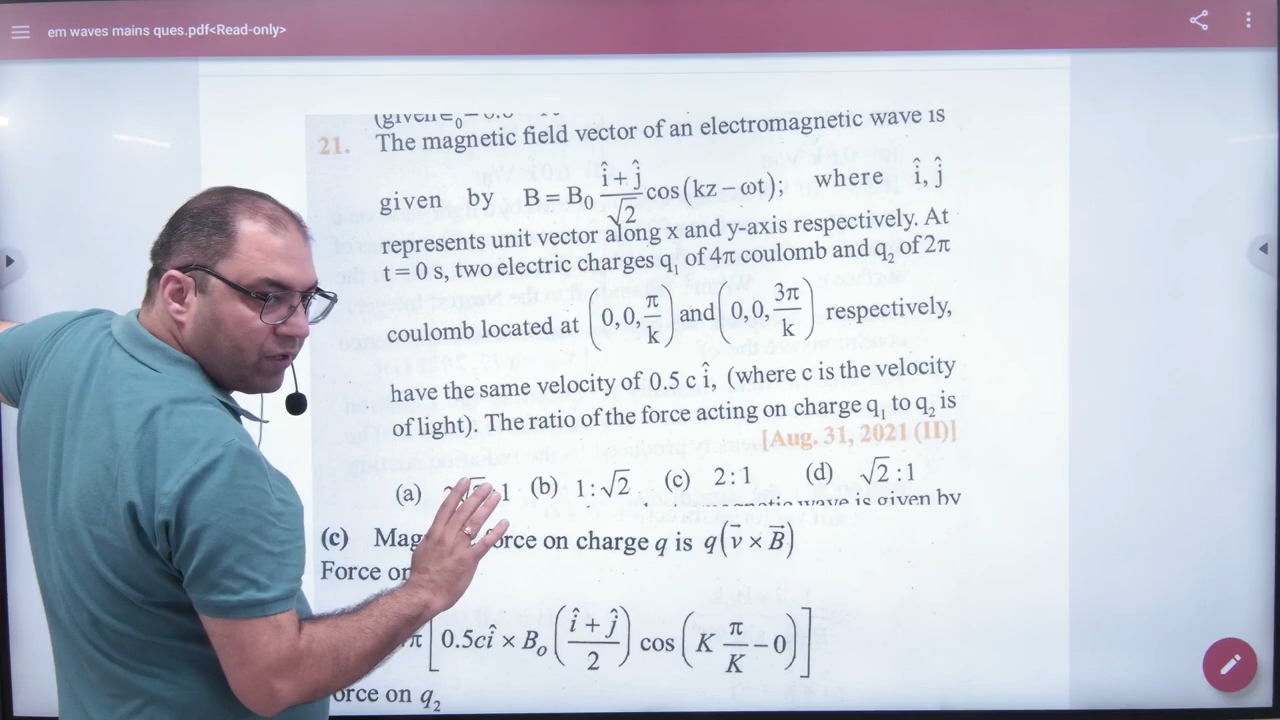 em waves mains ques.pdf<Read-only>
21. The magnetic field vector of an electromagnetic wave is
given by B = B₀ (î + ĵ)/√2 cos(kz − ωt); where î, ĵ
represents unit vector along x and y-axis respectively. At
t = 0 s, two electric charges q₁ of 4π coulomb and q₂ of 2π
coulomb located at (0, 0, π/k) and (0, 0, 3π/k) respectively,
have the same velocity of 0.5 c î, (where c is the velocity
of light). The ratio of the force acting on charge q₁ to q₂ is
[Aug. 31, 2021 (II)]
(a) (b) 1:√2 (c) 2:1 (d) √2:1
wave is given by
(c) force on charge q is q(v⃗ × B⃗)
Force on
[0.5cî × Bₒ ((î + ĵ)/2) cos (K π/K − 0)]
q₂